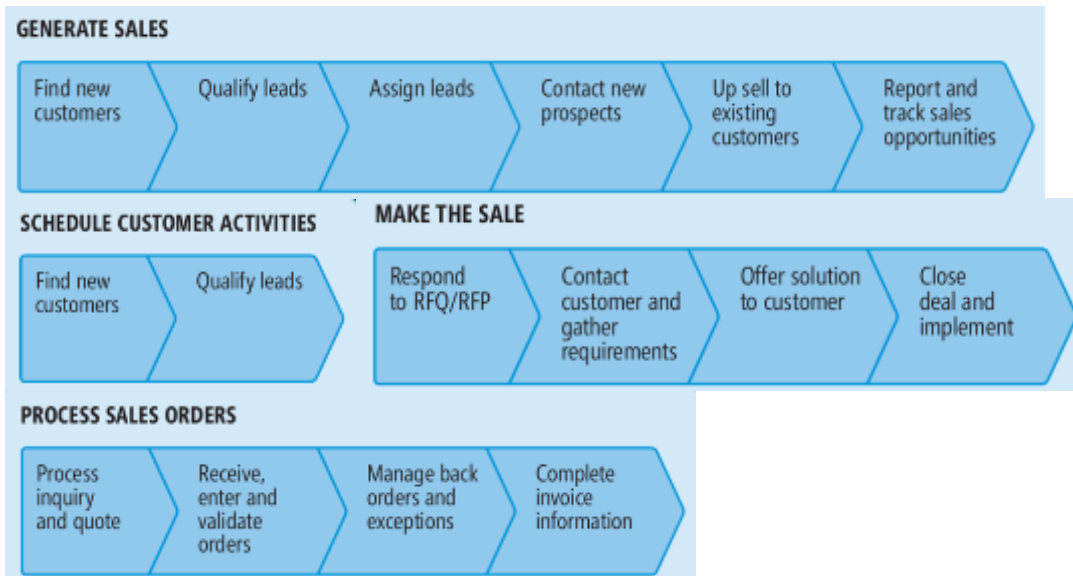 GENERATE SALES
Find new
customers
Qualify leads
Assign leads
Contact new
prospects
Up sell to
existing
customers
Report and
track sales
opportunities
SCHEDULE CUSTOMER ACTIVITIES
Find new
customers
Qualify leads
MAKE THE SALE
Respond
to RFQ/RFP
Contact
customer and
gather
requirements
Offer solution
to customer
Close
deal and
implement
PROCESS SALES ORDERS
Process
inquiry
and quote
Receive,
enter and
validate
orders
Manage back
orders and
exceptions
Complete
invoice
information